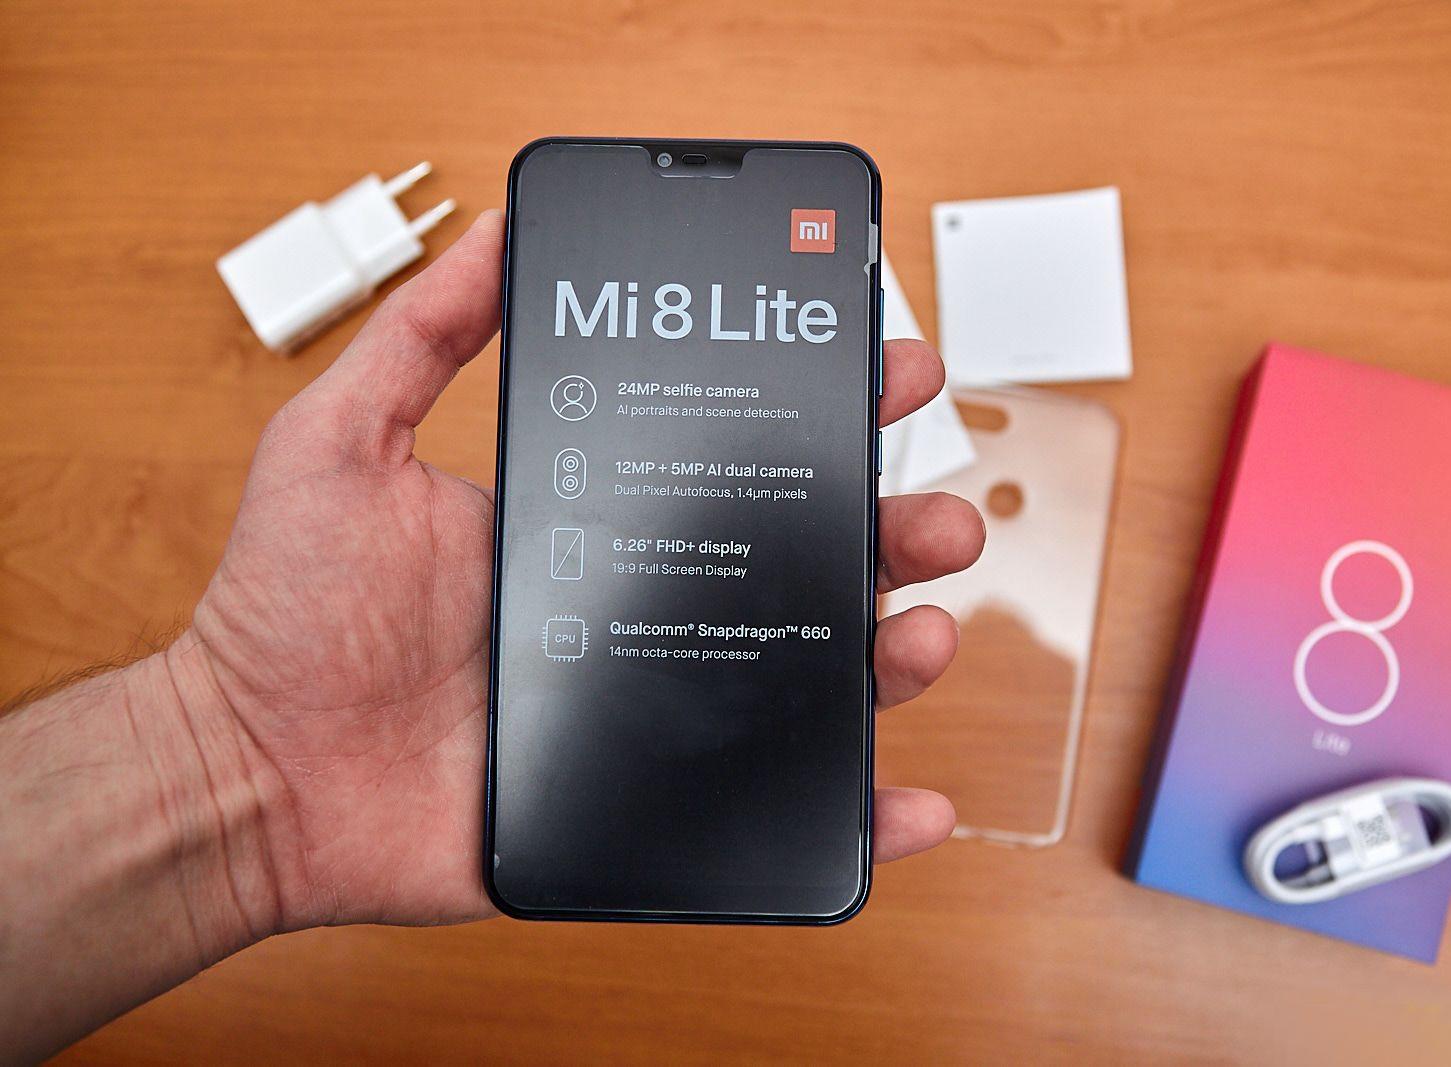 mi
Mi 8 Lite
24MP selfie camera
AI portraits and scene detection
12MP + 5MP AI dual camera
Dual Pixel Autofocus, 1.4μm pixels
6.26" FHD+ display
19:9 Full Screen Display
CPU
Qualcomm® Snapdragon™ 660
14nm octa-core processor
8
Lite